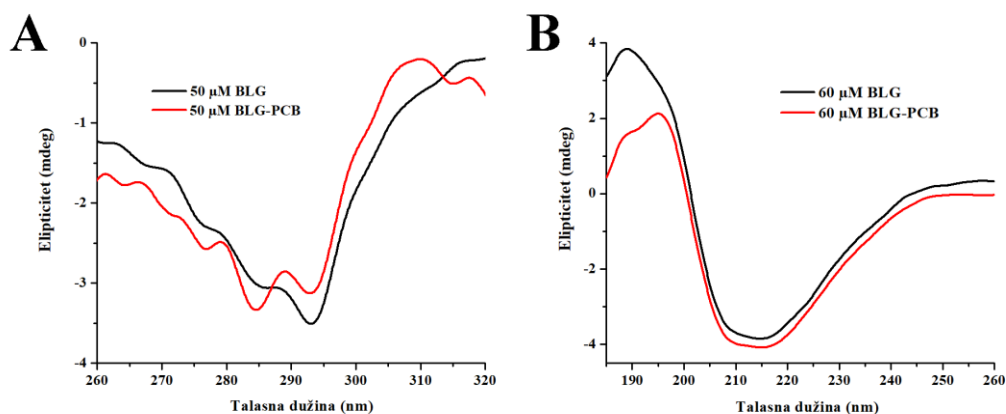 A
0
-1
-2
-3
-4
Elipticitet (mdeg)
50 µM BLG
50 µM BLG-PCB
260 270 280 290 300 310 320
Talasna dužina (nm)
B
4
2
0
-2
-4
Elipticitet (mdeg)
60 µM BLG
60 µM BLG-PCB
190 200 210 220 230 240 250 260
Talasna dužina (nm)